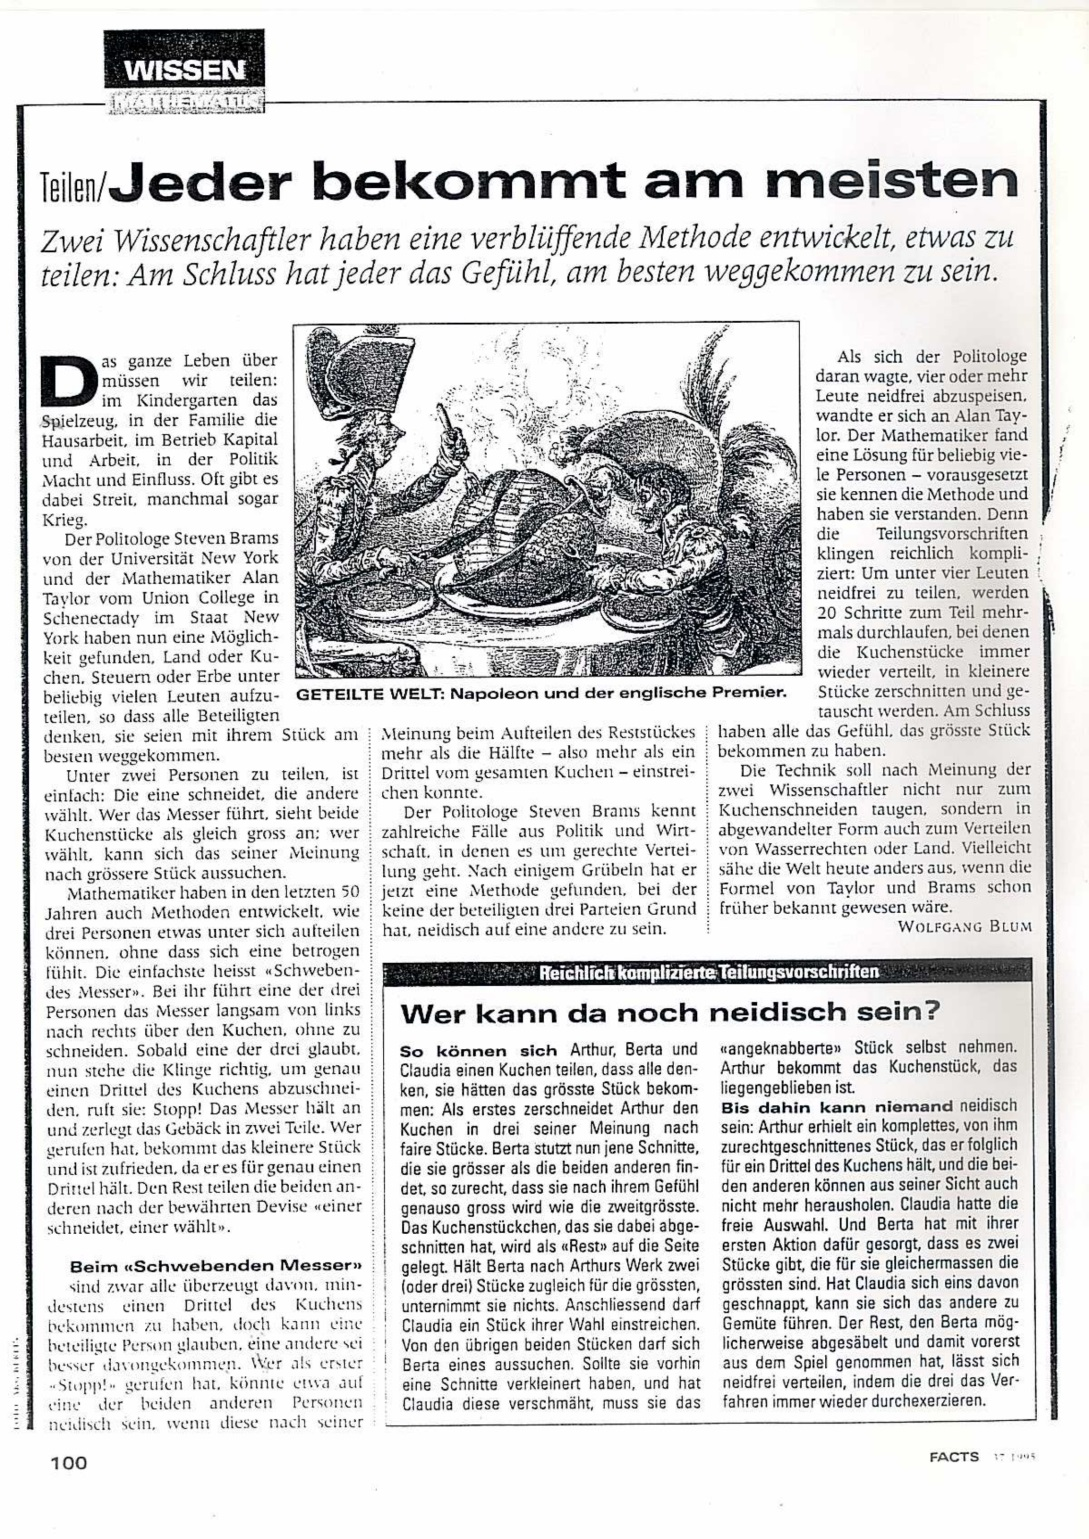 WISSEN
MATHEMATIK
Teilen/Jeder bekommt am meisten
Zwei Wissenschaftler haben eine verblüffende Methode entwickelt, etwas zu
teilen: Am Schluss hat jeder das Gefühl, am besten weggekommen zu sein.
Das ganze Leben über
müssen wir teilen:
im Kindergarten das
Spielzeug, in der Familie die
Hausarbeit, im Betrieb Kapital
und Arbeit, in der Politik
Macht und Einfluss. Oft gibt es
dabei Streit, manchmal sogar
Krieg.
Der Politologe Steven Brams
von der Universität New York
und der Mathematiker Alan
Taylor vom Union College in
Schenectady im Staat New
York haben nun eine Möglich-
keit gefunden, Land oder Ku-
chen, Steuern oder Erbe unter
beliebig vielen Leuten aufzu-
teilen, so dass alle Beteiligten
denken, sie seien mit ihrem Stück am
besten weggekommen.
Unter zwei Personen zu teilen, ist
einfach: Die eine schneidet, die andere
wählt. Wer das Messer führt, sieht beide
Kuchenstücke als gleich gross an; wer
wählt, kann sich das seiner Meinung
nach grössere Stück aussuchen.
Mathematiker haben in den letzten 50
Jahren auch Methoden entwickelt, wie
drei Personen etwas unter sich aufteilen
können, ohne dass sich eine betrogen
fühlt. Die einfachste heisst «Schweben-
des Messer». Bei ihr führt eine der drei
Personen das Messer langsam von links
nach rechts über den Kuchen, ohne zu
schneiden. Sobald eine der drei glaubt,
nun stehe die Klinge richtig, um genau
einen Drittel des Kuchens abzuschnei-
den, ruft sie: Stopp! Das Messer hält an
und zerlegt das Gebäck in zwei Teile. Wer
gerufen hat, bekommt das kleinere Stück
und ist zufrieden, da er es für genau einen
Drittel hält. Den Rest teilen die beiden an-
deren nach der bewährten Devise «einer
schneidet, einer wählt».
Beim «Schwebenden Messer»
sind zwar alle überzeugt davon, min-
destens einen Drittel des Kuchens
bekommen zu haben, doch kann eine
beteiligte Person glauben, eine andere sei
besser davongekommen. Wer als erster
«Stopp!» gerufen hat, könnte etwa auf
eine der beiden anderen Personen
neidisch sein, wenn diese nach seiner
GETEILTE WELT: Napoleon und der englische Premier.
Meinung beim Aufteilen des Reststückes
mehr als die Hälfte – also mehr als ein
Drittel vom gesamten Kuchen – einstrei-
chen konnte.
Der Politologe Steven Brams kennt
zahlreiche Fälle aus Politik und Wirt-
schaft, in denen es um gerechte Vertei-
lung geht. Nach einigem Grübeln hat er
jetzt eine Methode gefunden, bei der
keine der beteiligten drei Parteien Grund
hat, neidisch auf eine andere zu sein.
Als sich der Politologe
daran wagte, vier oder mehr
Leute neidfrei abzuspeisen,
wandte er sich an Alan Tay-
lor. Der Mathematiker fand
eine Lösung für beliebig vie-
le Personen – vorausgesetzt
sie kennen die Methode und
haben sie verstanden. Denn
die Teilungsvorschriften
klingen reichlich kompli-
ziert: Um unter vier Leuten
neidfrei zu teilen, werden
20 Schritte zum Teil mehr-
mals durchlaufen, bei denen
die Kuchenstücke immer
wieder verteilt, in kleinere
Stücke zerschnitten und ge-
tauscht werden. Am Schluss
haben alle das Gefühl, das grösste Stück
bekommen zu haben.
Die Technik soll nach Meinung der
zwei Wissenschaftler nicht nur zum
Kuchenschneiden taugen, sondern in
abgewandelter Form auch zum Verteilen
von Wasserrechten oder Land. Vielleicht
sähe die Welt heute anders aus, wenn die
Formel von Taylor und Brams schon
früher bekannt gewesen wäre.
WOLFGANG BLUM
Reichlich komplizierte Teilungsvorschriften
Wer kann da noch neidisch sein?
So können sich Arthur, Berta und
Claudia einen Kuchen teilen, dass alle den-
ken, sie hätten das grösste Stück bekom-
men: Als erstes zerschneidet Arthur den
Kuchen in drei seiner Meinung nach
faire Stücke. Berta stutzt nun jene Schnitte,
die sie grösser als die beiden anderen fin-
det, so zurecht, dass sie nach ihrem Gefühl
genauso gross wird wie die zweitgrösste.
Das Kuchenstückchen, das sie dabei abge-
schnitten hat, wird als «Rest» auf die Seite
gelegt. Hält Berta nach Arthurs Werk zwei
(oder drei) Stücke zugleich für die grössten,
unternimmt sie nichts. Anschliessend darf
Claudia ein Stück ihrer Wahl einstreichen.
Von den übrigen beiden Stücken darf sich
Berta eines aussuchen. Sollte sie vorhin
eine Schnitte verkleinert haben, und hat
Claudia diese verschmäht, muss sie das
«angeknabberte» Stück selbst nehmen.
Arthur bekommt das Kuchenstück, das
liegengeblieben ist.
Bis dahin kann niemand neidisch
sein: Arthur erhielt ein komplettes, von ihm
zurechtgeschnittenes Stück, das er folglich
für ein Drittel des Kuchens hält, und die bei-
den anderen können aus seiner Sicht auch
nicht mehr herausholen. Claudia hatte die
freie Auswahl. Und Berta hat mit ihrer
ersten Aktion dafür gesorgt, dass es zwei
Stücke gibt, die für sie gleichermassen die
grössten sind. Hat Claudia sich eins davon
geschnappt, kann sie sich das andere zu
Gemüte führen. Der Rest, den Berta mög-
licherweise abgesäbelt und damit vorerst
aus dem Spiel genommen hat, lässt sich
neidfrei verteilen, indem die drei das Ver-
fahren immer wieder durchexerzieren.
100
FACTS 37 1995